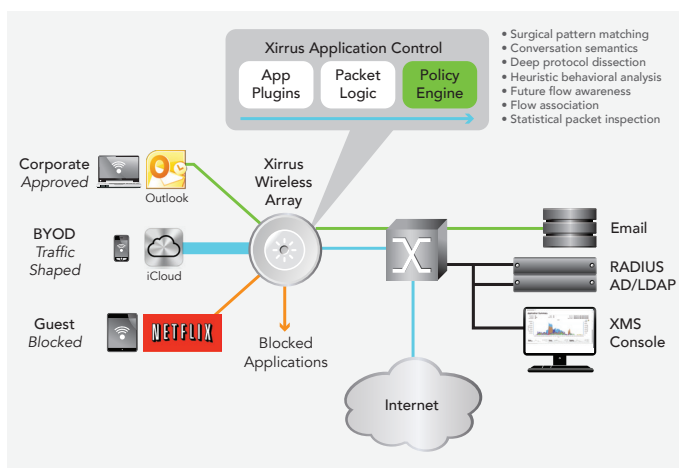 Xirrus Application Control
App
Plugins
Packet
Logic
Policy
Engine
• Surgical pattern matching
• Conversation semantics
• Deep protocol dissection
• Heuristic behavioral analysis
• Future flow awareness
• Flow association
• Statistical packet inspection
Corporate
Approved
Outlook
Xirrus
Wireless
Array
BYOD
Traffic
Shaped
iCloud
Guest
Blocked
NETFLIX
Blocked
Applications
Email
RADIUS
AD/LDAP
XMS
Console
Internet